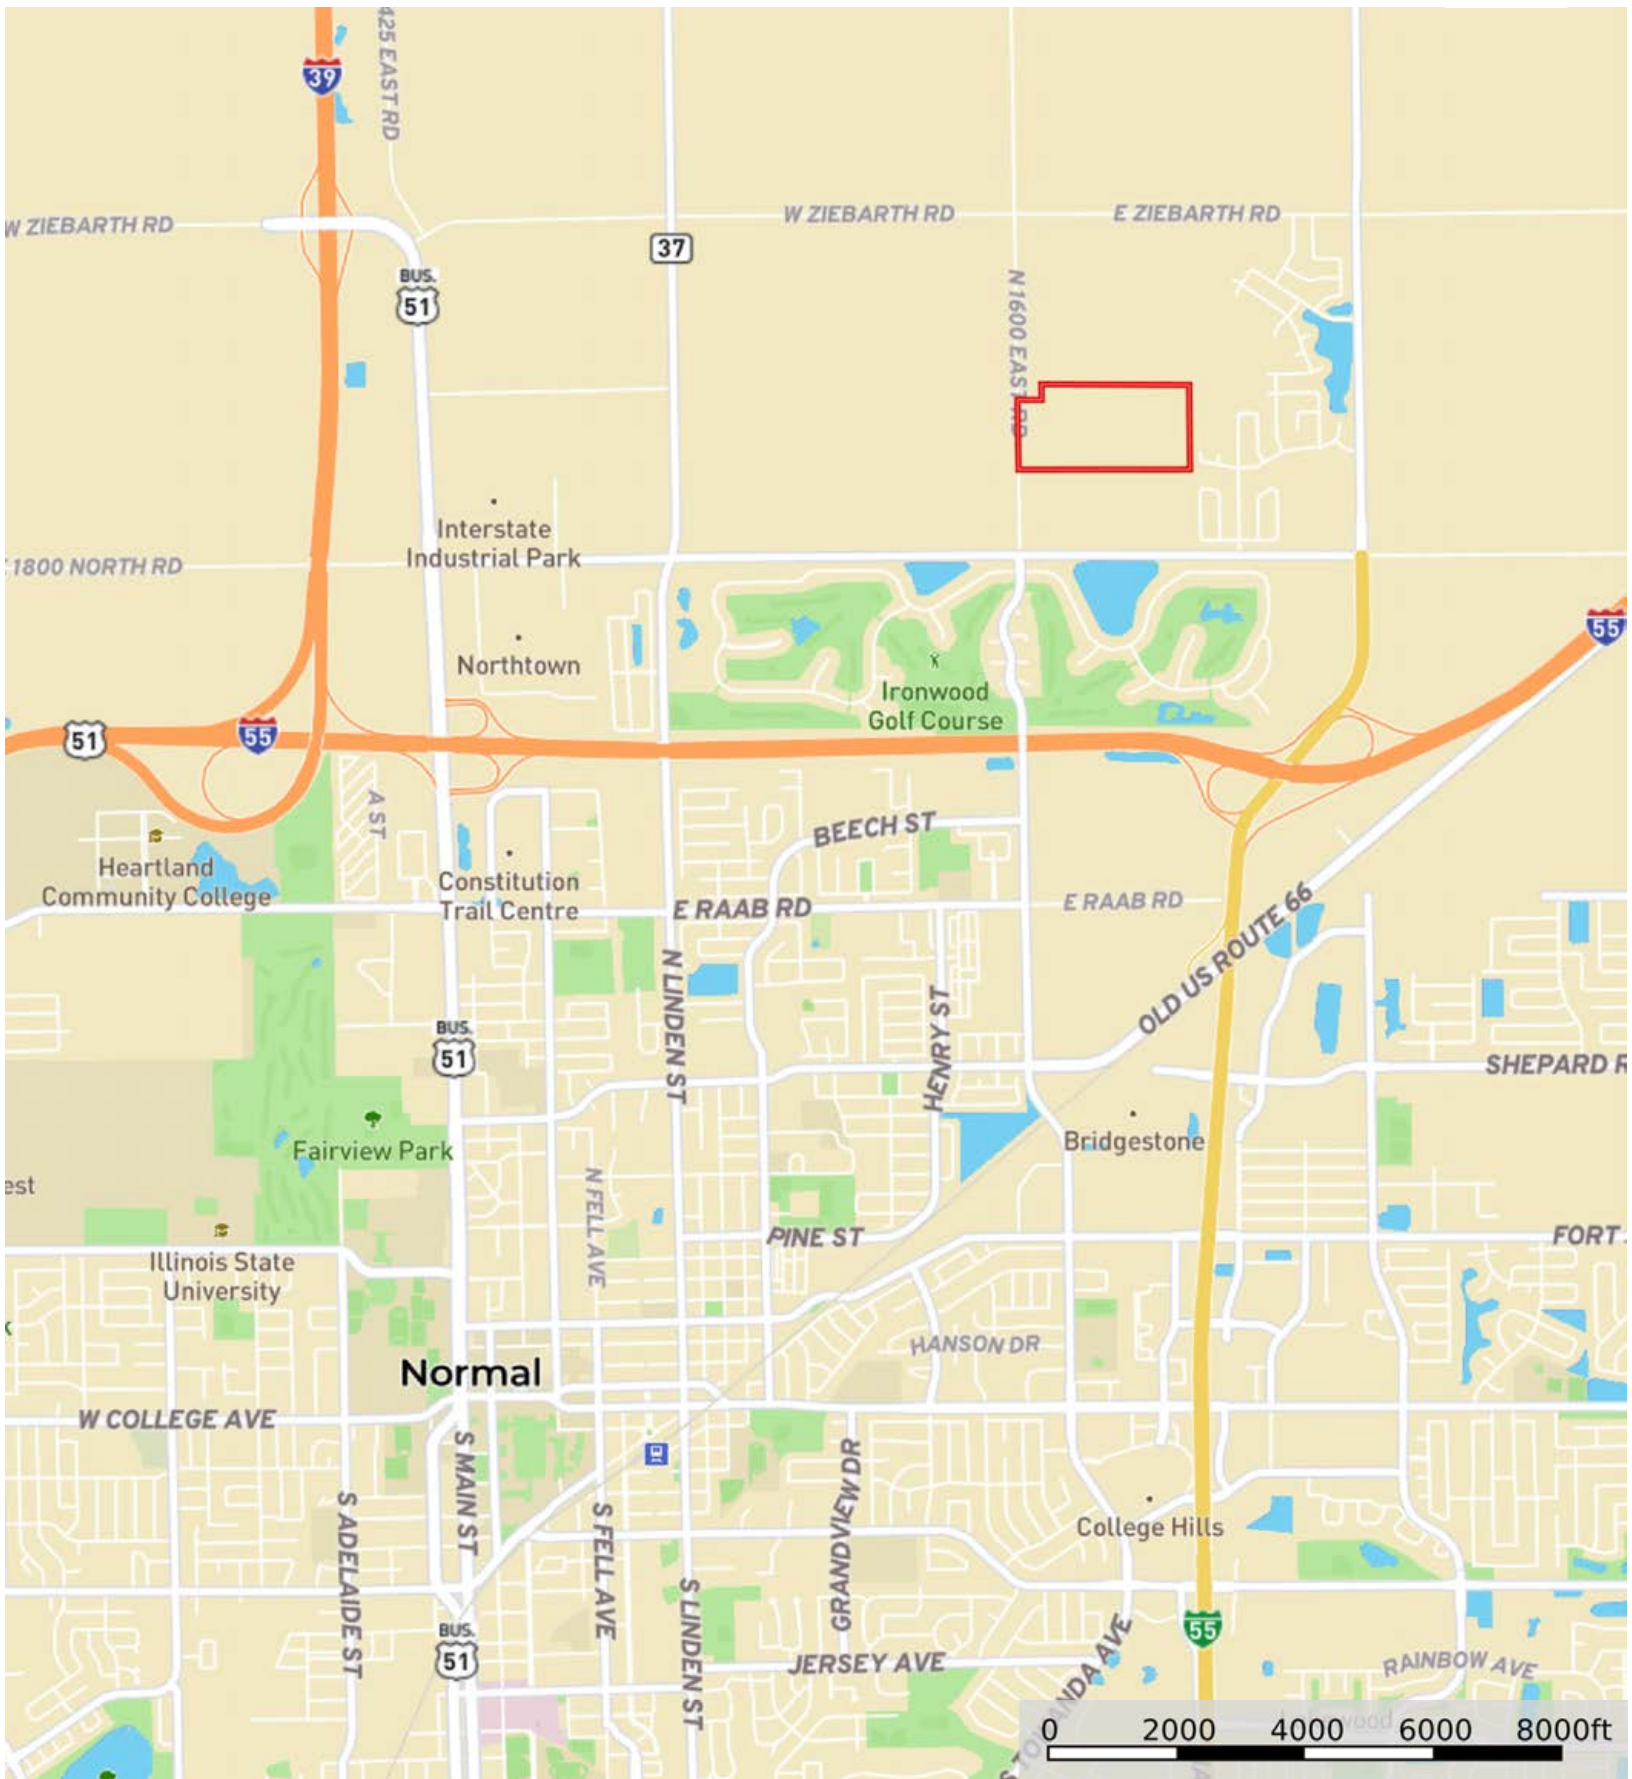 425 EAST RD
39
W ZIEBARTH RD
W ZIEBARTH RD
E ZIEBARTH RD
37
BUS.
51
N 1600 EAST RD
Interstate
Industrial Park
1800 NORTH RD
55
Northtown
Ironwood
Golf Course
51
55
A ST
BEECH ST
Heartland
Community College
Constitution
Trail Centre
E RAAB RD
E RAAB RD
OLD US ROUTE 66
N LINDEN ST
HENRY ST
BUS.
51
SHEPARD R
Fairview Park
Bridgestone
est
N FELL AVE
PINE ST
FORT
Illinois State
University
k
HANSON DR
Normal
W COLLEGE AVE
S MAIN ST
GRANDVIEW DR
S ADELAIDE ST
S FELL AVE
College Hills
S LINDEN ST
BUS.
51
55
JERSEY AVE
S TOWANDA AVE
RAINBOW AVE
0 2000 4000 6000 8000ft